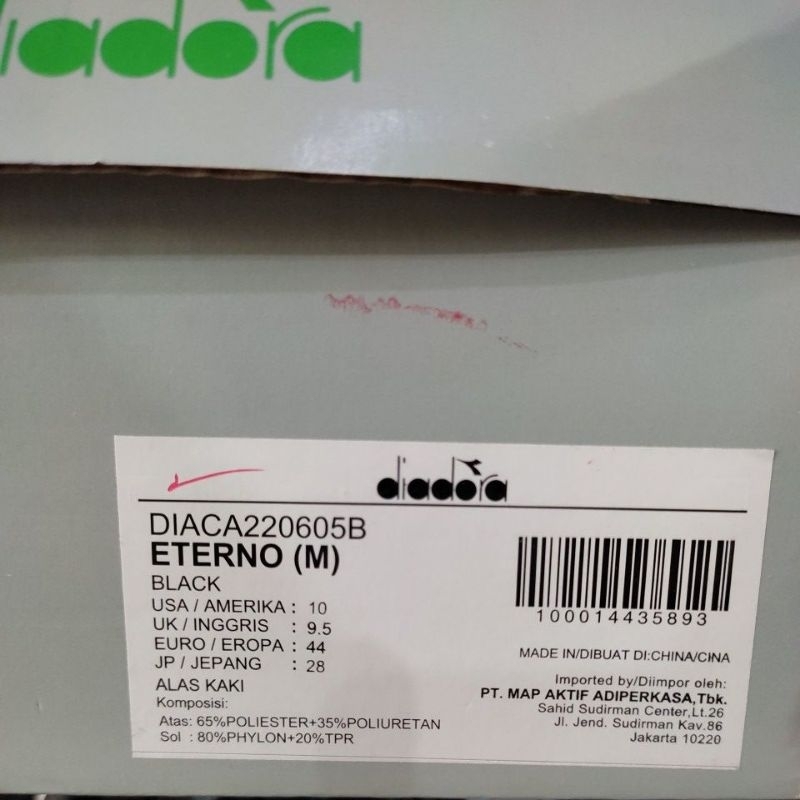 diadòra
diadòra
DIACA220605B
ETERNO (M)
BLACK
USA / AMERIKA : 10
UK / INGGRIS : 9.5
EURO / EROPA : 44
JP / JEPANG : 28
ALAS KAKI
Komposisi:
Atas: 65%POLIESTER+35%POLIURETAN
Sol : 80%PHYLON+20%TPR
100014435893
MADE IN/DIBUAT DI:CHINA/CINA
Imported by/Diimpor oleh:
PT. MAP AKTIF ADIPERKASA,Tbk.
Sahid Sudirman Center,Lt.26
Jl. Jend. Sudirman Kav.86
Jakarta 10220